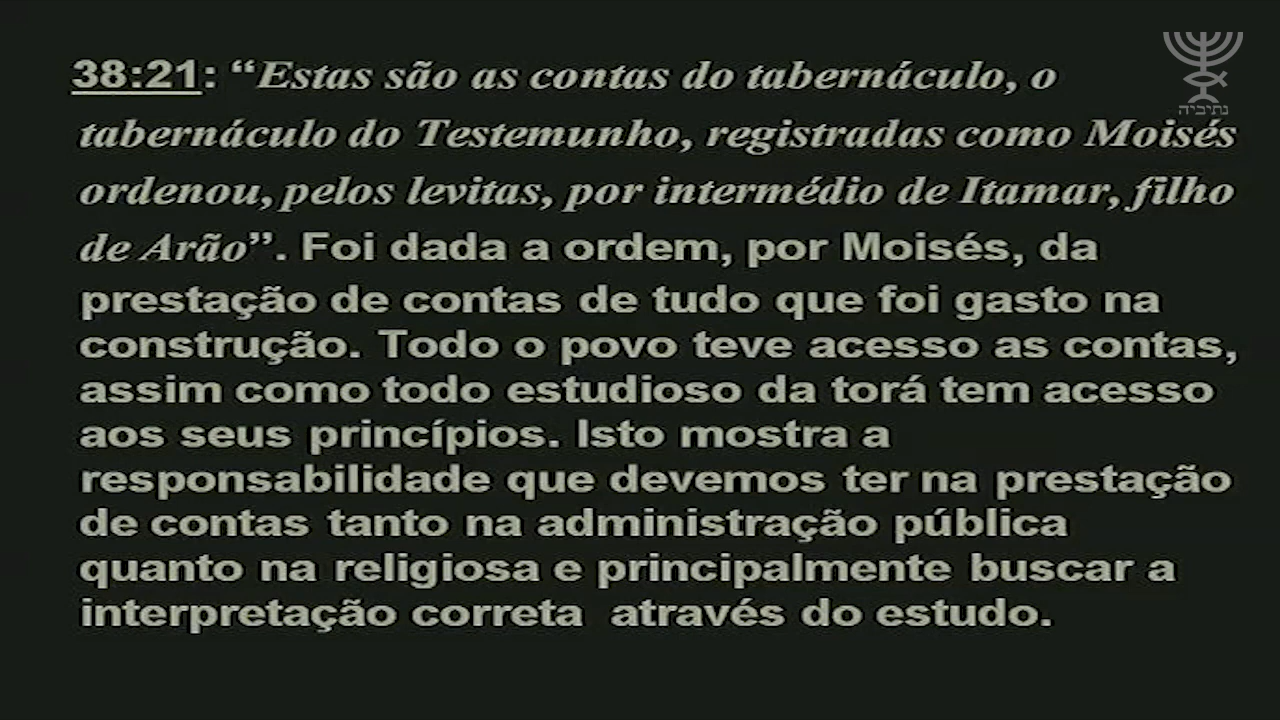 38:21: “Estas são as contas do tabernáculo, o
tabernáculo do Testemunho, registradas como Moisés
ordenou, pelos levitas, por intermédio de Itamar, filho
de Arão”. Foi dada a ordem, por Moisés, da
prestação de contas de tudo que foi gasto na
construção. Todo o povo teve acesso as contas,
assim como todo estudioso da torá tem acesso
aos seus princípios. Isto mostra a
responsabilidade que devemos ter na prestação
de contas tanto na administração pública
quanto na religiosa e principalmente buscar a
interpretação correta  através do estudo.
נתיביה